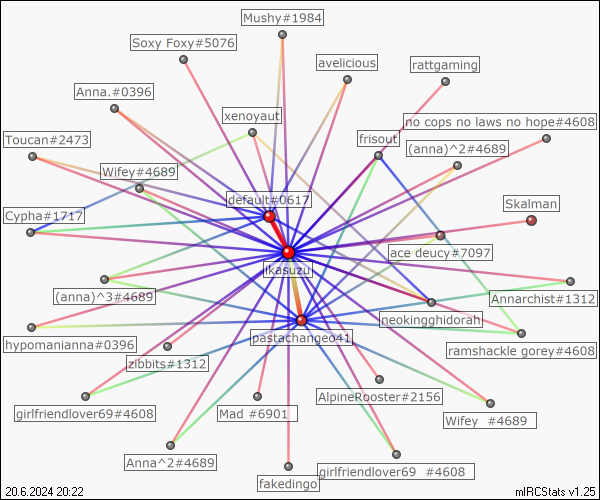 Mushy#1984
Soxy Foxy#5076
avelicious
rattgaming
Anna.#0396
xenoyaut
no cops no laws no hope#4608
Toucan#2473
frisout
(anna)^2#4689
Wifey#4689
default#0617
Skalman
Cypha#1717
ace deucy#7097
ikasuzu
(anna)^3#4689
Annarchist#1312
neokingghidorah
hypomanianna#0396
pastachangeo41
ramshackle gorey#4608
zibbits#1312
AlpineRooster#2156
girlfriendlover69#4608
Mad #6901
Wifey  #4689
Anna^2#4689
girlfriendlover69  #4608
fakedingo
20.6.2024 20:22
mIRCStats v1.25